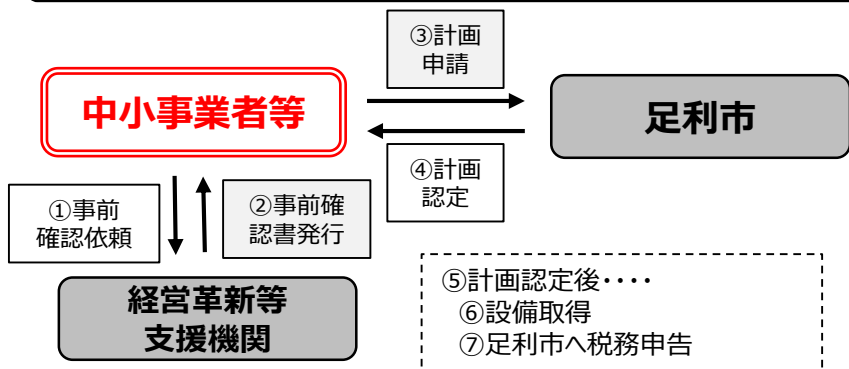 ③計画
申請
中小事業者等
足利市
④計画
認定
①事前
確認依頼
②事前確
認書発行
経営革新等
支援機関
⑤計画認定後・・・・
⑥設備取得
⑦足利市へ税務申告